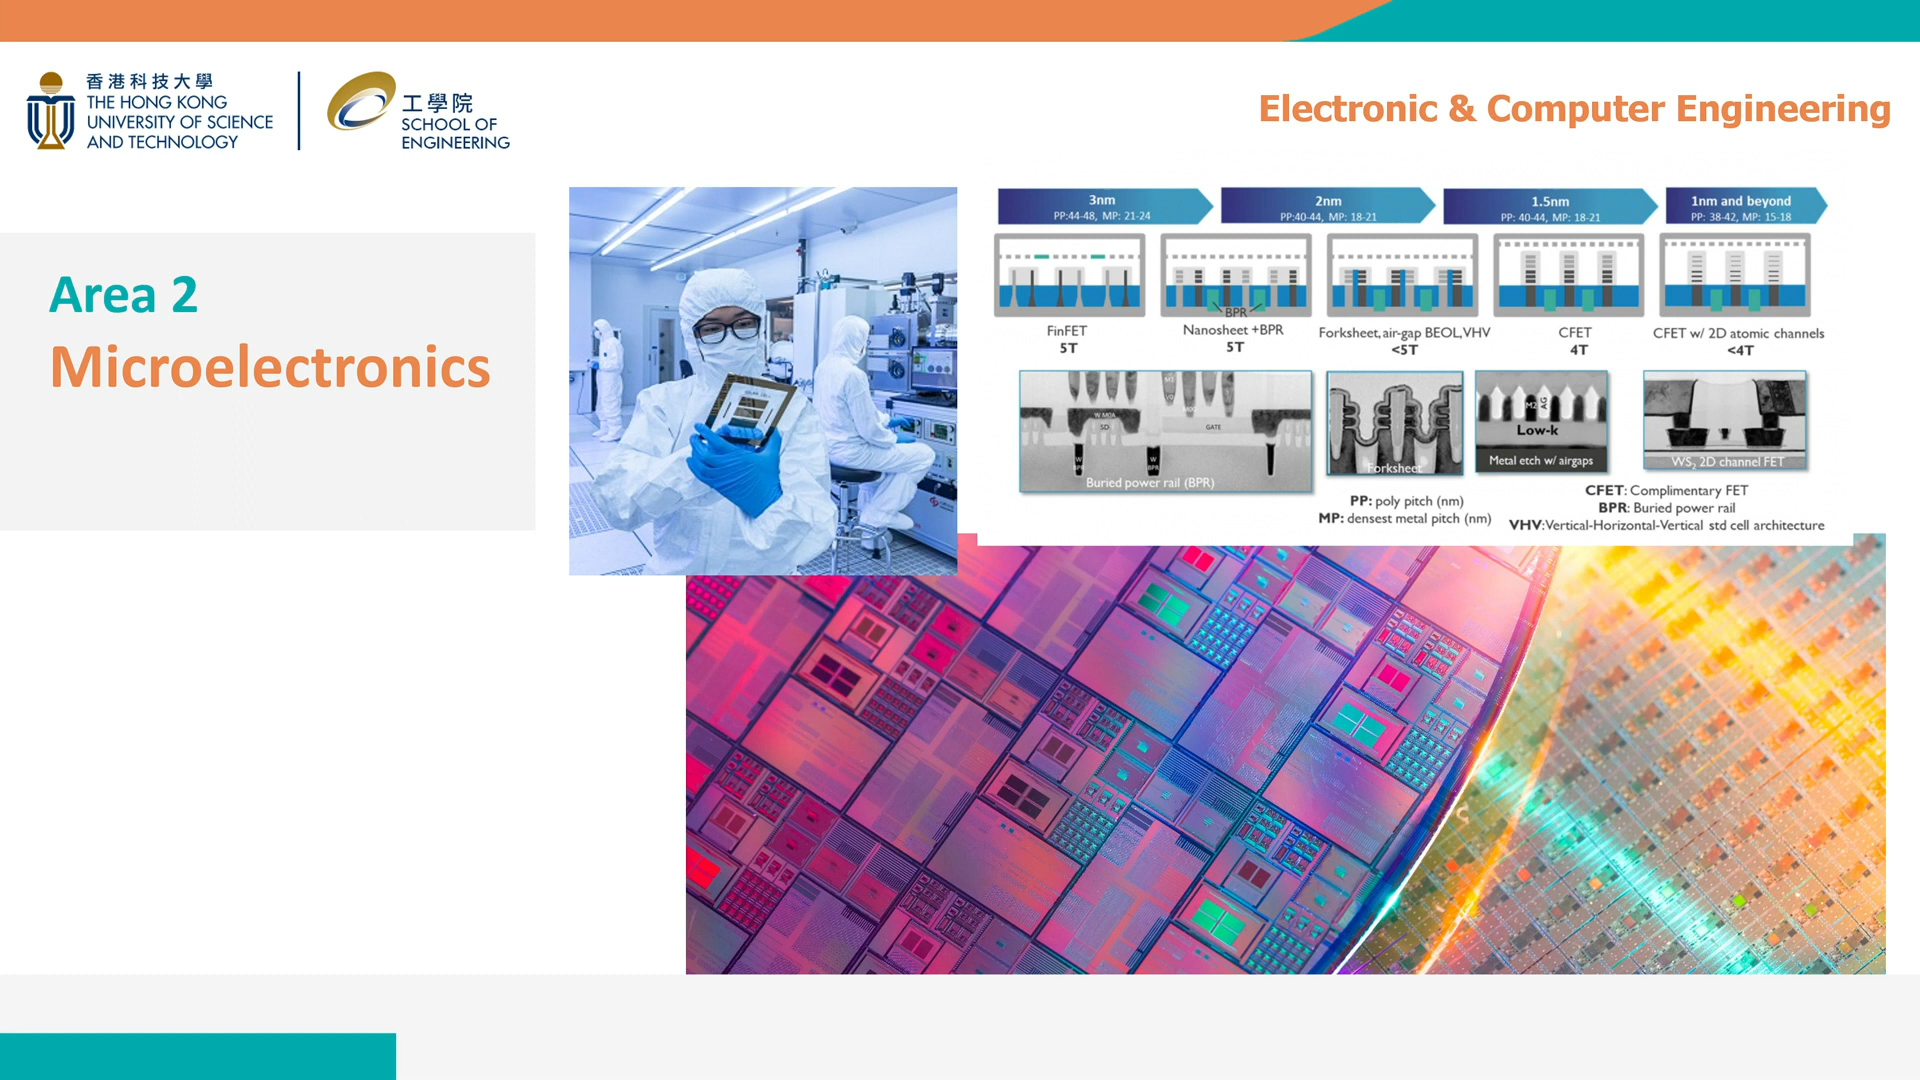 香港科技大學
THE HONG KONG
UNIVERSITY OF SCIENCE
AND TECHNOLOGY
工學院
SCHOOL OF
ENGINEERING
Electronic & Computer Engineering
Area 2
Microelectronics
3nm
PP:44-48, MP: 21-24
2nm
PP:40-44, MP: 18-21
1.5nm
PP: 40-44, MP: 18-21
1nm and beyond
PP: 38-42, MP: 15-18
BPR
FinFET
5T
Nanosheet +BPR
5T
Forksheet, air-gap BEOL, VHV
<5T
CFET
4T
CFET w/ 2D atomic channels
<4T
W MOA
SD
GATE
W
BPR
W
BPR
Buried power rail (BPR)
Forksheet
M2
AG
Low-k
Metal etch w/ airgaps
WS₂ 2D channel FET
PP: poly pitch (nm)
MP: densest metal pitch (nm)
CFET: Complimentary FET
BPR: Buried power rail
VHV:Vertical-Horizontal-Vertical std cell architecture